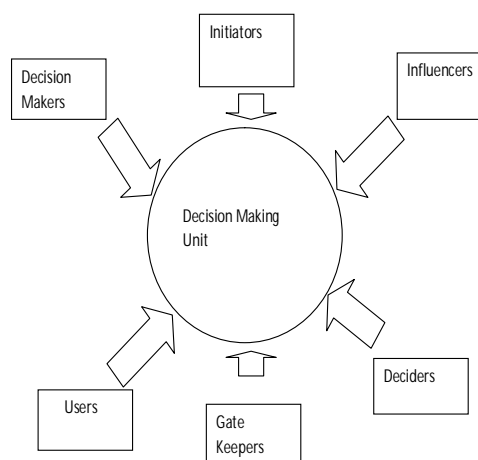 Initiators
Decision
Makers
Influencers
Decision Making
Unit
Deciders
Users
Gate
Keepers